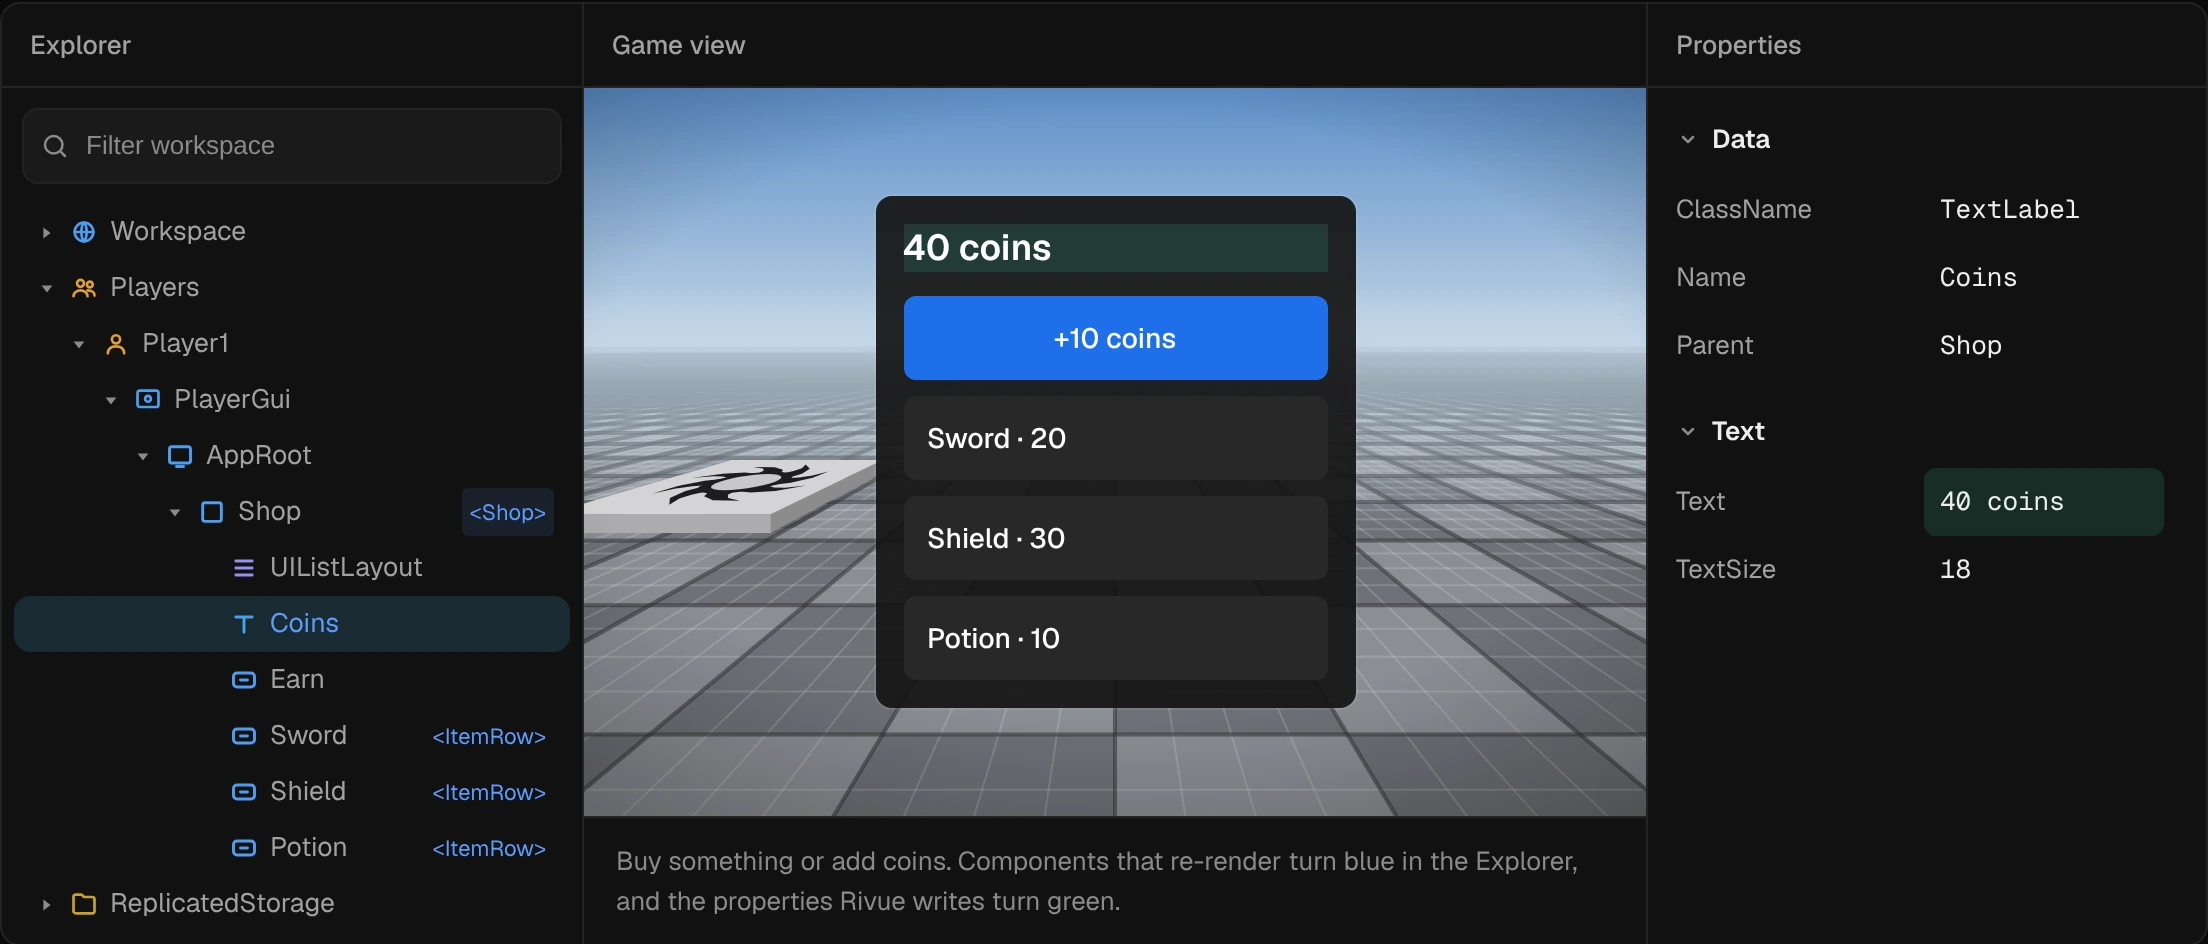 Explorer
Filter workspace
Workspace
Players
Player1
PlayerGui
AppRoot
Shop <Shop>
UIListLayout
Coins
Earn
Sword <ItemRow>
Shield <ItemRow>
Potion <ItemRow>
ReplicatedStorage
Game view
40 coins
+10 coins
Sword · 20
Shield · 30
Potion · 10
Buy something or add coins. Components that re-render turn blue in the Explorer,
and the properties Rivue writes turn green.
Properties
Data
ClassName TextLabel
Name Coins
Parent Shop
Text
Text 40 coins
TextSize 18